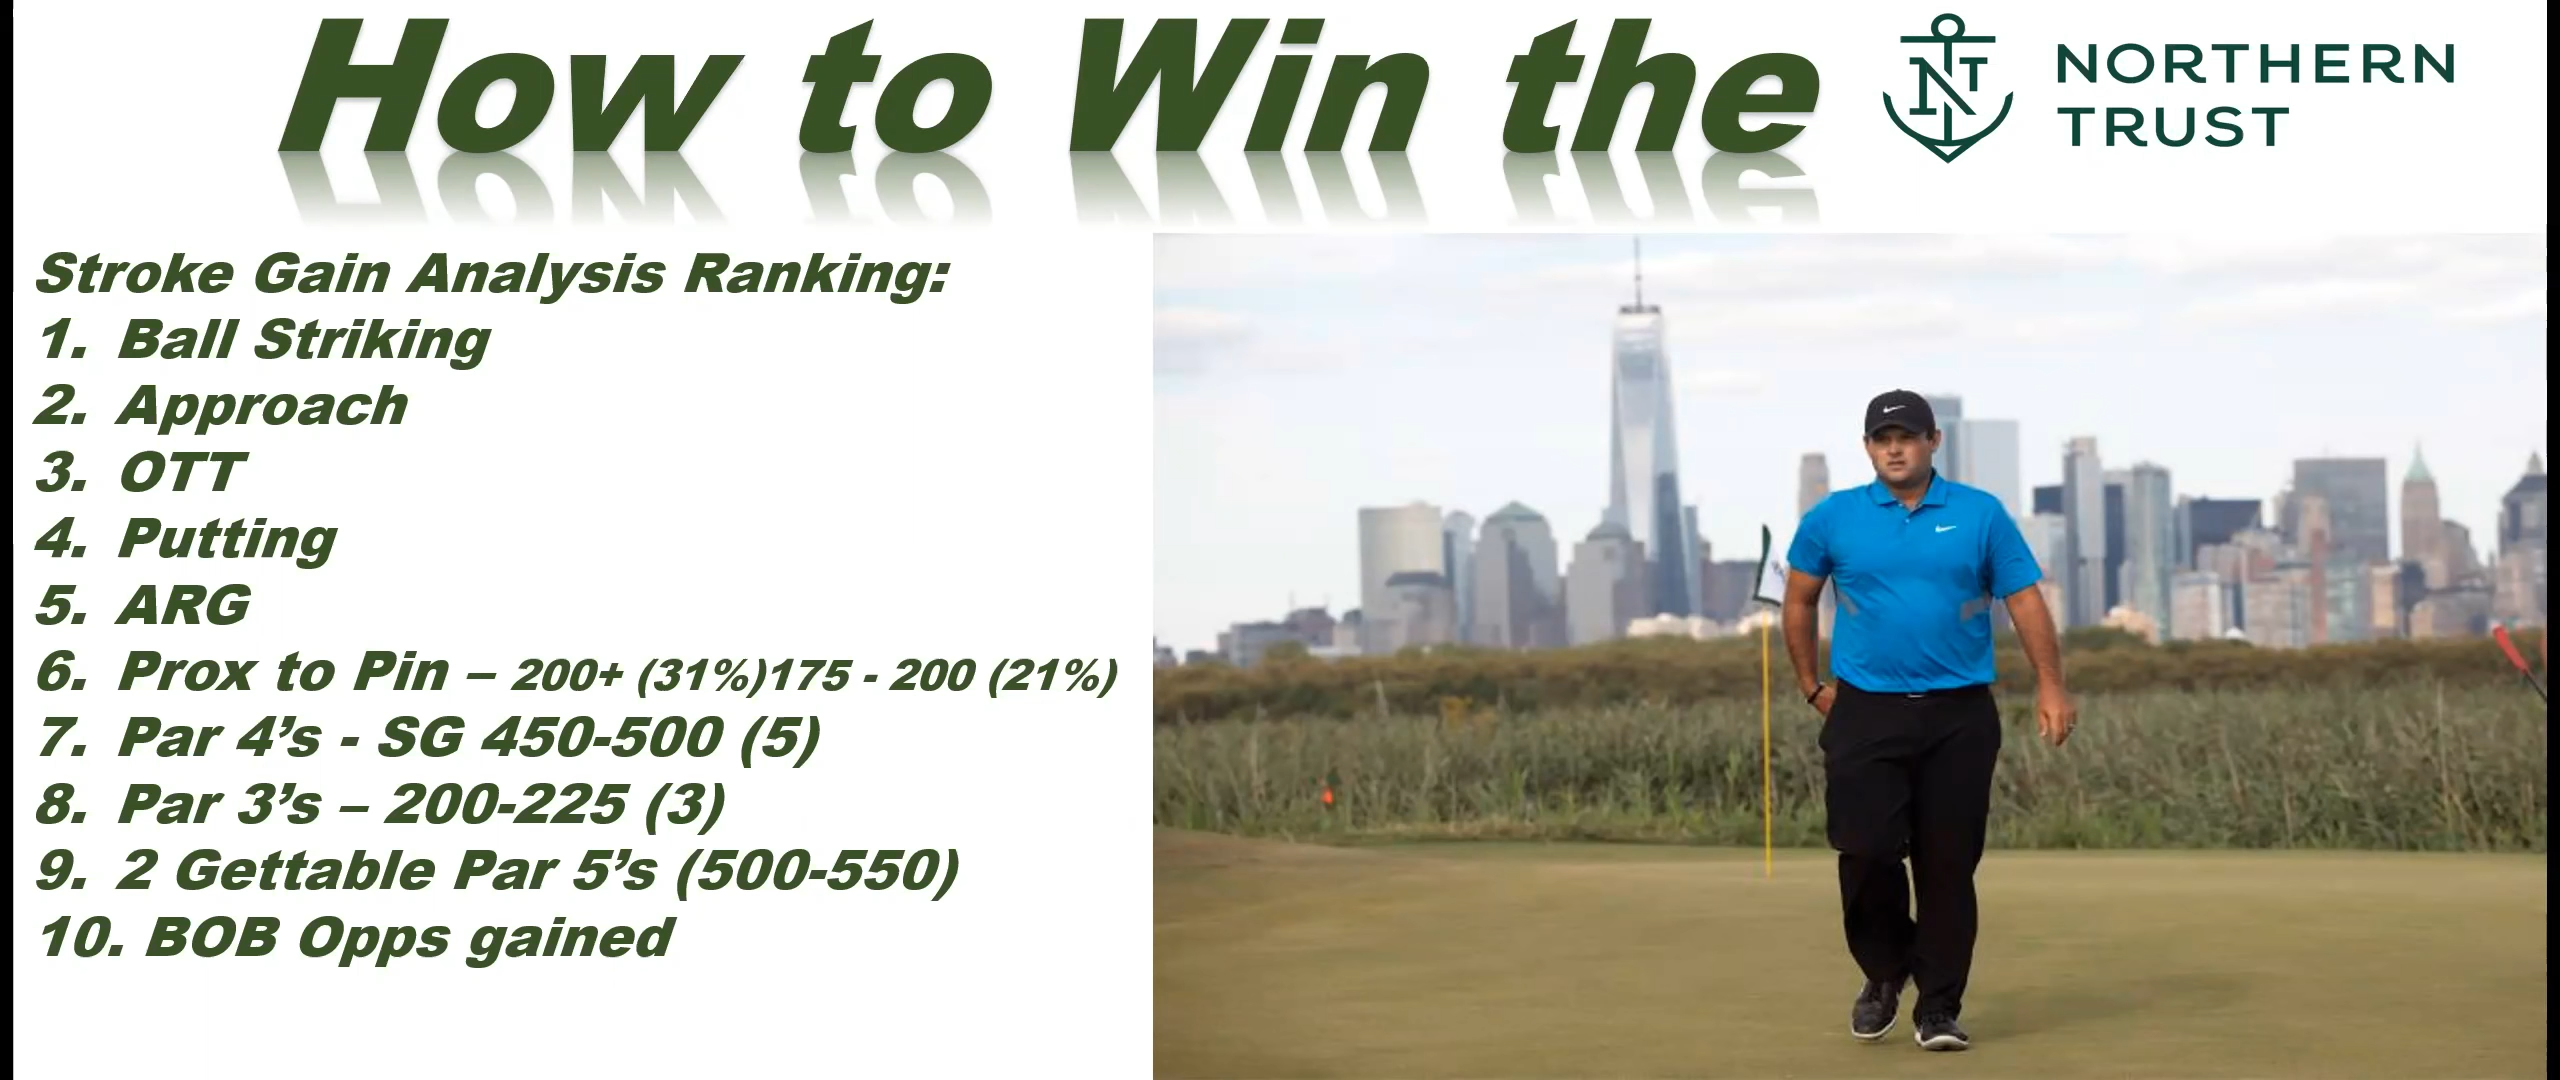 How to Win the
NORTHERN
TRUST
Stroke Gain Analysis Ranking:
1. Ball Striking
2. Approach
3. OTT
4. Putting
5. ARG
6. Prox to Pin – 200+ (31%)175 - 200 (21%)
7. Par 4’s - SG 450-500 (5)
8. Par 3’s – 200-225 (3)
9. 2 Gettable Par 5’s (500-550)
10. BOB Opps gained